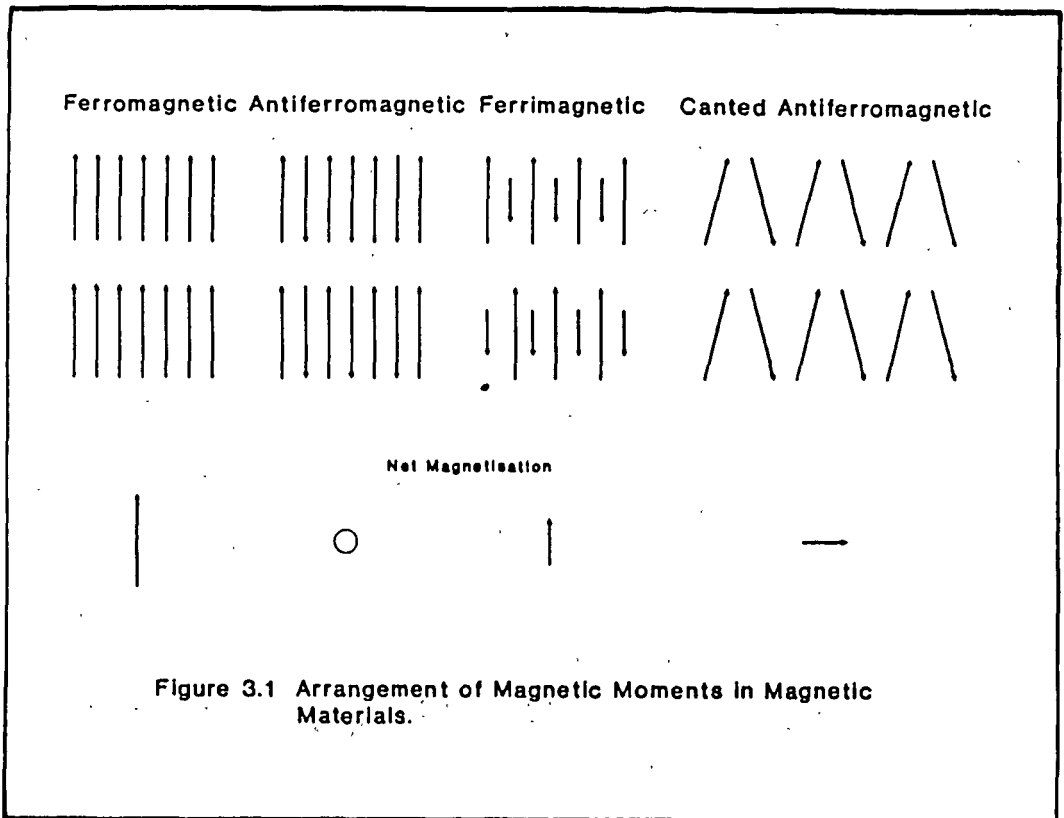 Ferromagnetic Antiferromagnetic Ferrimagnetic Canted Antiferromagnetic
Net Magnetisation
Figure 3.1 Arrangement of Magnetic Moments in Magnetic
Materials.